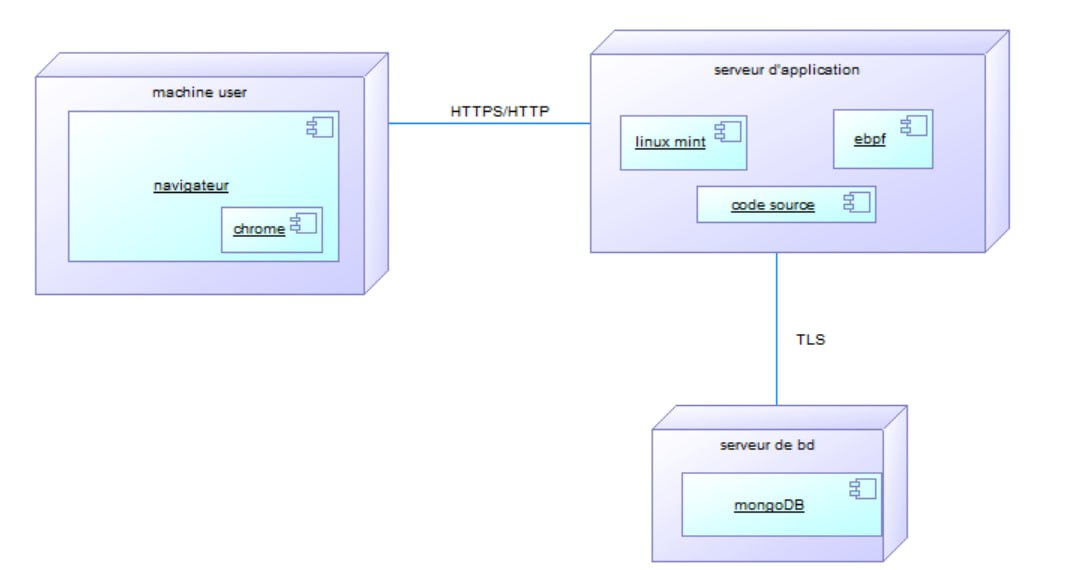 machine user
navigateur
chrome
HTTPS/HTTP
serveur d'application
linux mint
ebpf
code source
TLS
serveur de bd
mongoDB